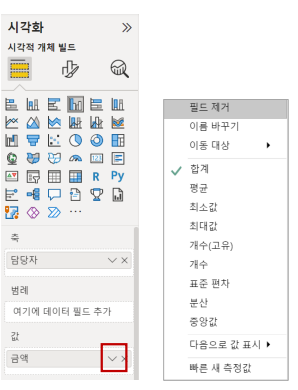 시각화
시각적 개체 빌드
R Py
축
담당자
범례
여기에 데이터 필드 추가
값
금액
필드 제거
이름 바꾸기
이동 대상
합계
평균
최소값
최대값
개수(고유)
개수
표준 편차
분산
중앙값
다음으로 값 표시
빠른 새 측정값